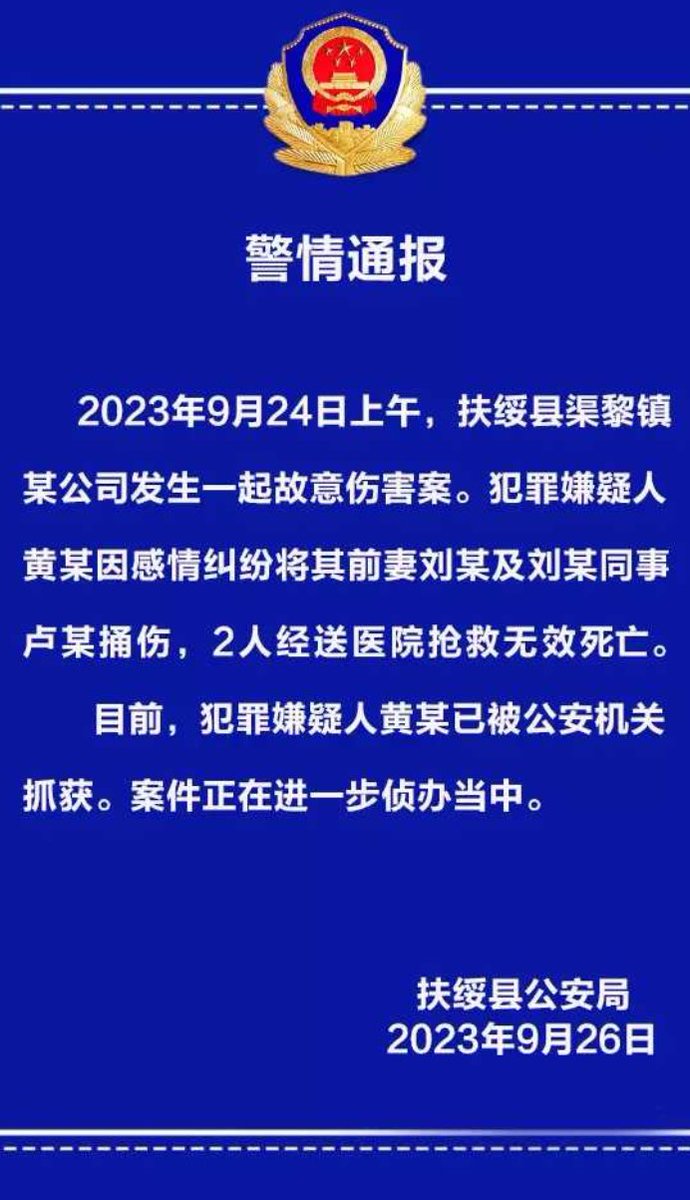 警情通报
2023年9月24日上午，扶绥县渠黎镇
某公司发生一起故意伤害案。犯罪嫌疑人
黄某因感情纠纷将其前妻刘某及刘某同事
卢某捅伤，2人经送医院抢救无效死亡。
目前，犯罪嫌疑人黄某已被公安机关
抓获。案件正在进一步侦办当中。
扶绥县公安局
2023年9月26日